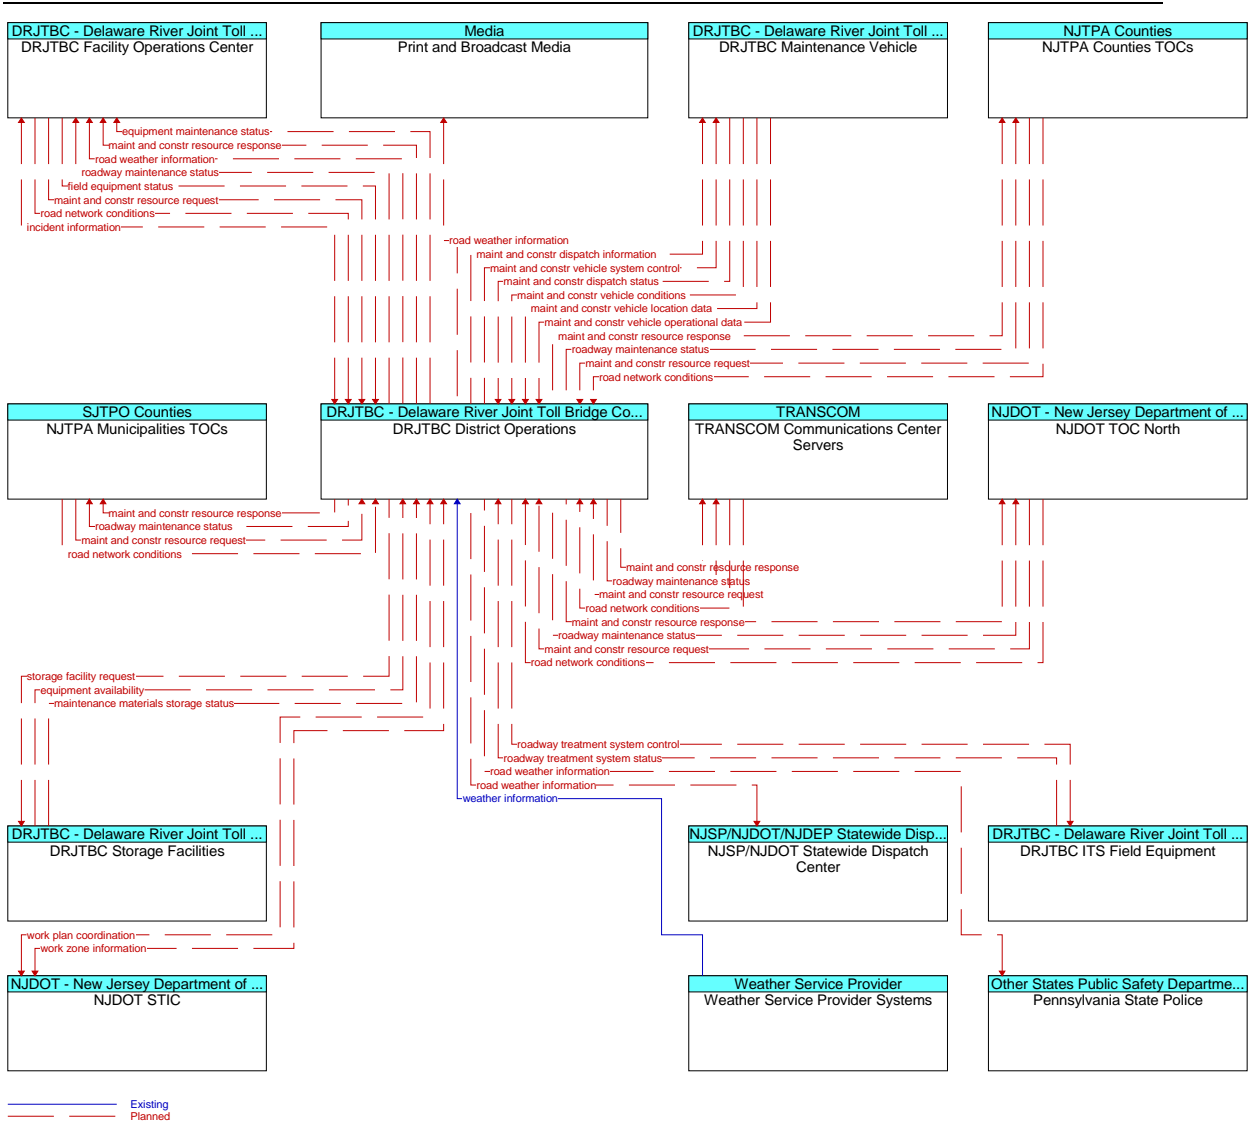 DRJTBC - Delaware River Joint Toll ...
DRJTBC Facility Operations Center
Media
Print and Broadcast Media
DRJTBC - Delaware River Joint Toll ...
DRJTBC Maintenance Vehicle
NJTPA Counties
NJTPA Counties TOCs
equipment maintenance status
maint and constr resource response
road weather information
roadway maintenance status
field equipment status
maint and constr resource request
road network conditions
incident information
road weather information
maint and constr dispatch information
maint and constr vehicle system control
maint and constr dispatch status
maint and constr vehicle conditions
maint and constr vehicle location data
maint and constr vehicle operational data
maint and constr resource response
roadway maintenance status
maint and constr resource request
road network conditions
SJTPO Counties
NJTPA Municipalities TOCs
DRJTBC - Delaware River Joint Toll Bridge Co...
DRJTBC District Operations
TRANSCOM
TRANSCOM Communications Center
Servers
NJDOT - New Jersey Department of ...
NJDOT TOC North
maint and constr resource response
roadway maintenance status
maint and constr resource request
road network conditions
maint and constr resource response
roadway maintenance status
maint and constr resource request
road network conditions
maint and constr resource response
roadway maintenance status
maint and constr resource request
road network conditions
storage facility request
equipment availability
maintenance materials storage status
roadway treatment system control
roadway treatment system status
road weather information
road weather information
weather information
DRJTBC - Delaware River Joint Toll ...
DRJTBC Storage Facilities
NJSP/NJDOT/NJDEP Statewide Disp...
NJSP/NJDOT Statewide Dispatch
Center
DRJTBC - Delaware River Joint Toll ...
DRJTBC ITS Field Equipment
work plan coordination
work zone information
NJDOT - New Jersey Department of ...
NJDOT STIC
Weather Service Provider
Weather Service Provider Systems
Other States Public Safety Departme...
Pennsylvania State Police
Existing
Planned